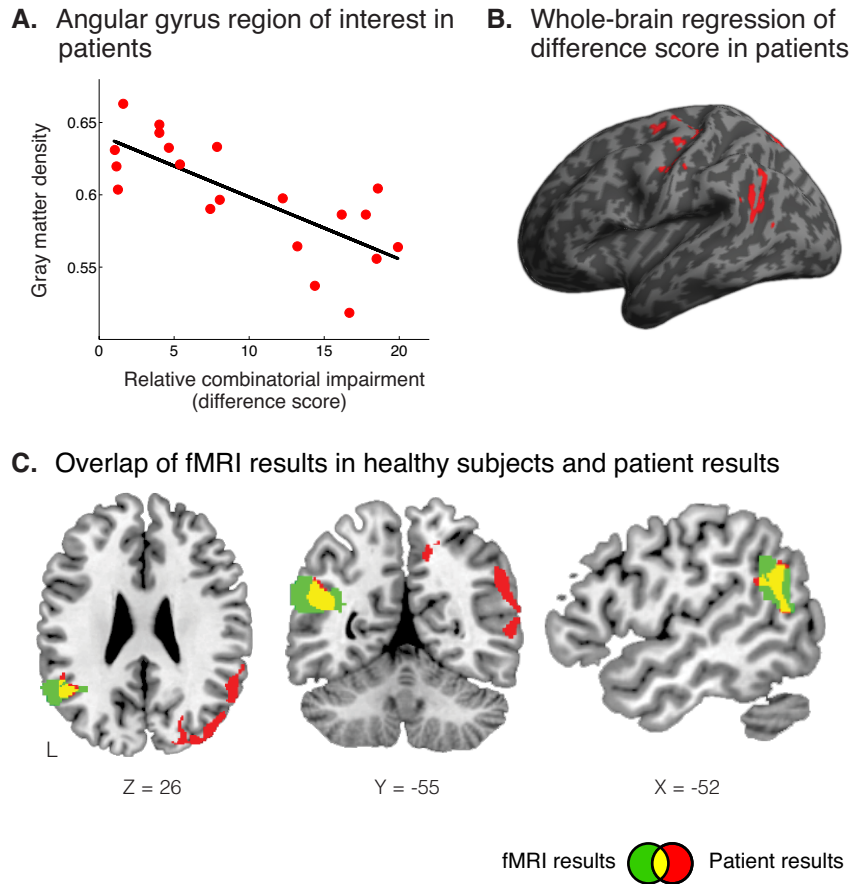 A. Angular gyrus region of interest in
patients
B. Whole-brain regression of
difference score in patients
Gray matter density
0.65
0.6
0.55
0
5
10
15
20
Relative combinatorial impairment
(difference score)
C. Overlap of fMRI results in healthy subjects and patient results
L
Z = 26
Y = -55
X = -52
fMRI results
Patient results